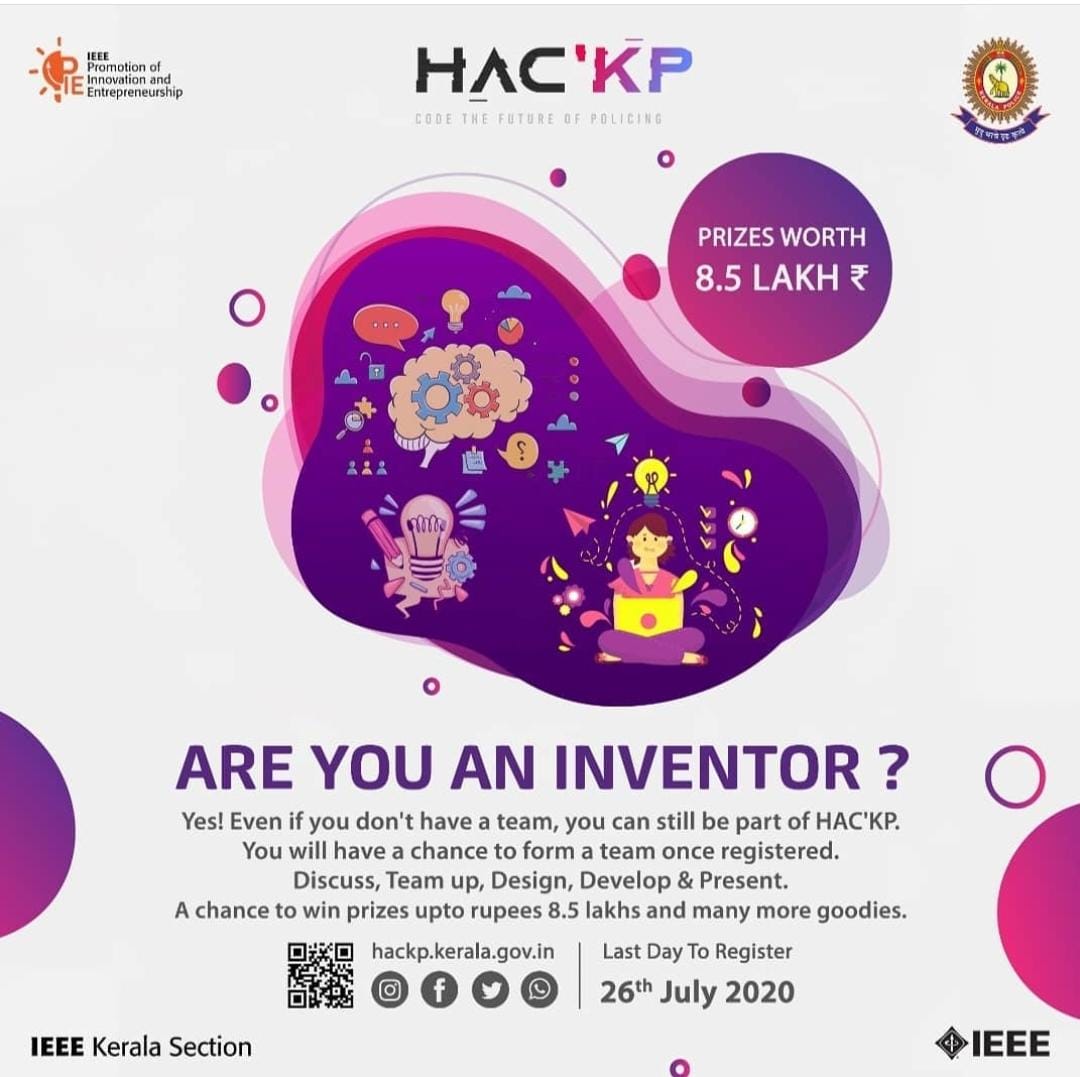 IEEE
Promotion of
Innovation and
Entrepreneurship
PIE
HAC'KP
CODE THE FUTURE OF POLICING
KERALA POLICE
मृदु भावे दृढ कृत्ये
PRIZES WORTH
8.5 LAKH ₹
ARE YOU AN INVENTOR ?
Yes! Even if you don't have a team, you can still be part of HAC'KP.
You will have a chance to form a team once registered.
Discuss, Team up, Design, Develop & Present.
A chance to win prizes upto rupees 8.5 lakhs and many more goodies.
hackp.kerala.gov.in
Last Day To Register
26th July 2020
IEEE Kerala Section
IEEE